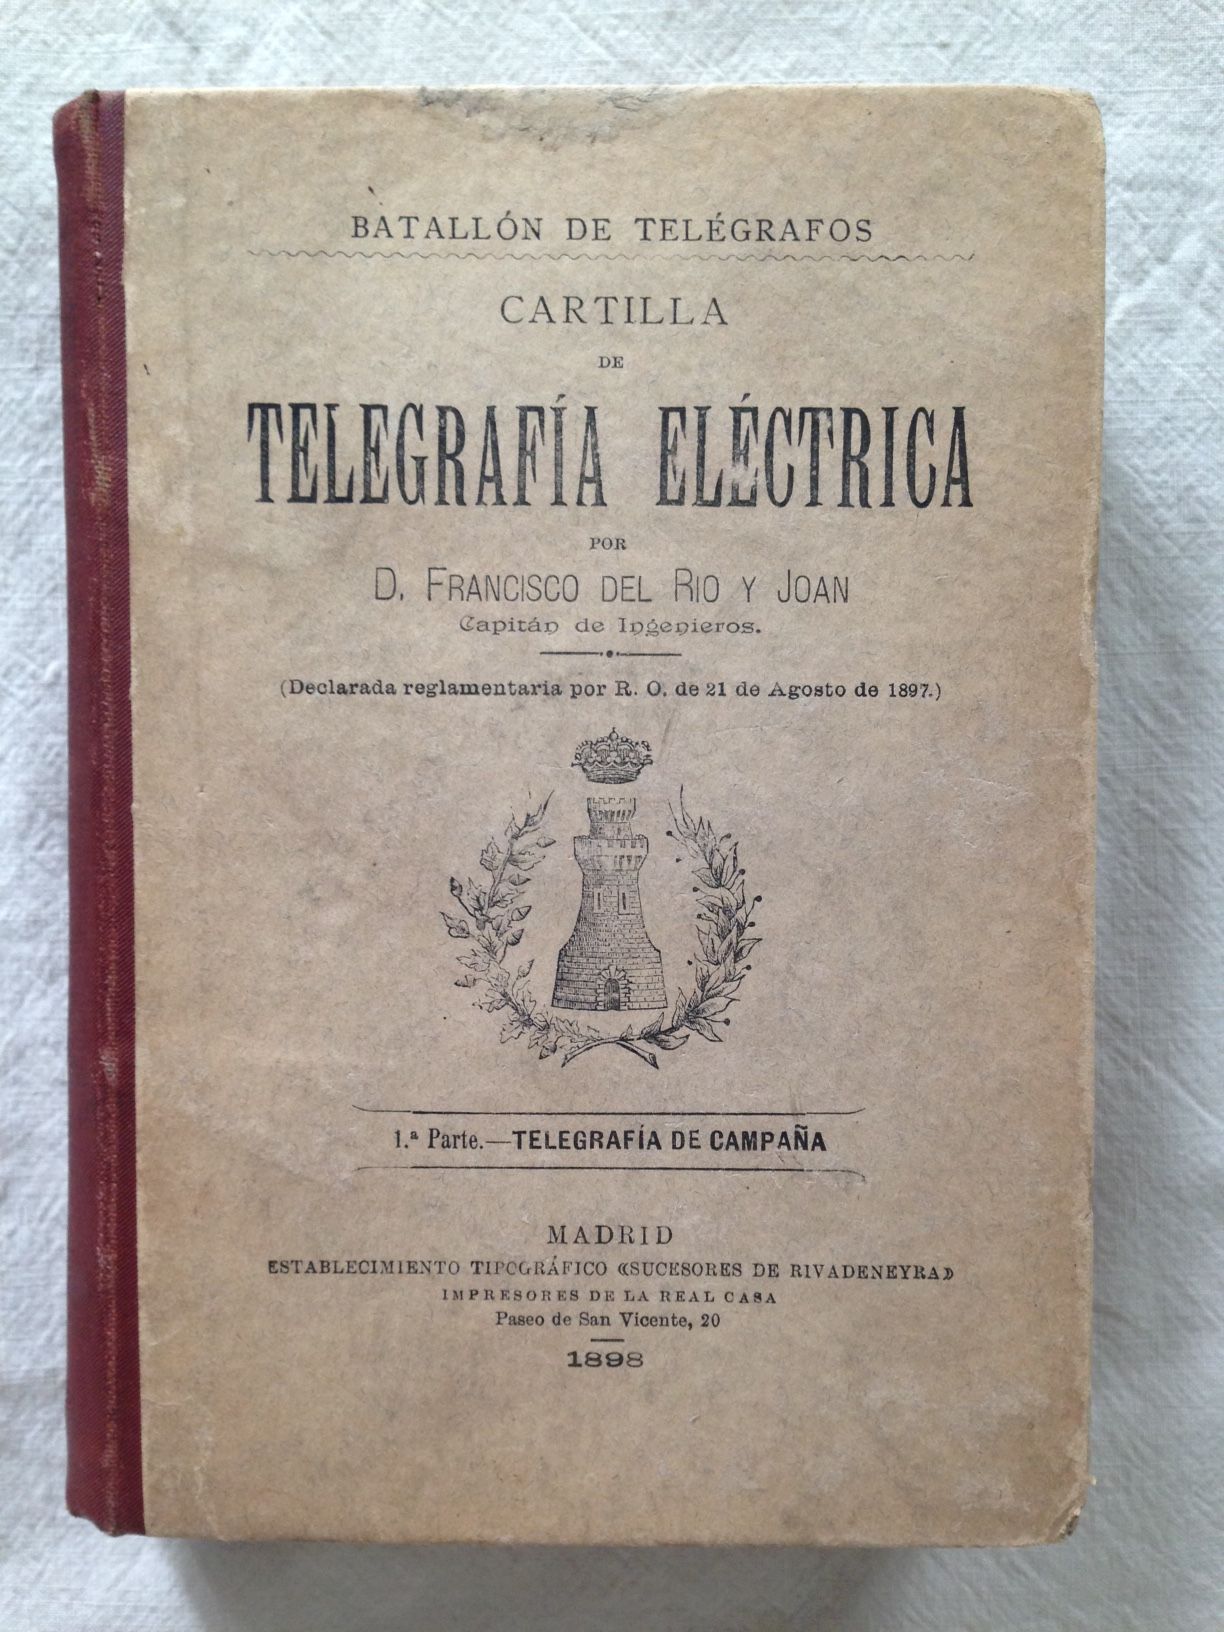 BATALLÓN DE TELÉGRAFOS
CARTILLA
DE
TELEGRAFÍA ELÉCTRICA
POR
D. FRANCISCO DEL RIO Y JOAN
Capitán de Ingenieros.
(Declarada reglamentaria por R. O. de 21 de Agosto de 1897.)
1.ª Parte.—TELEGRAFÍA DE CAMPAÑA
MADRID
ESTABLECIMIENTO TIPOGRÁFICO «SUCESORES DE RIVADENEYRA»
IMPRESORES DE LA REAL CASA
Paseo de San Vicente, 20
1898